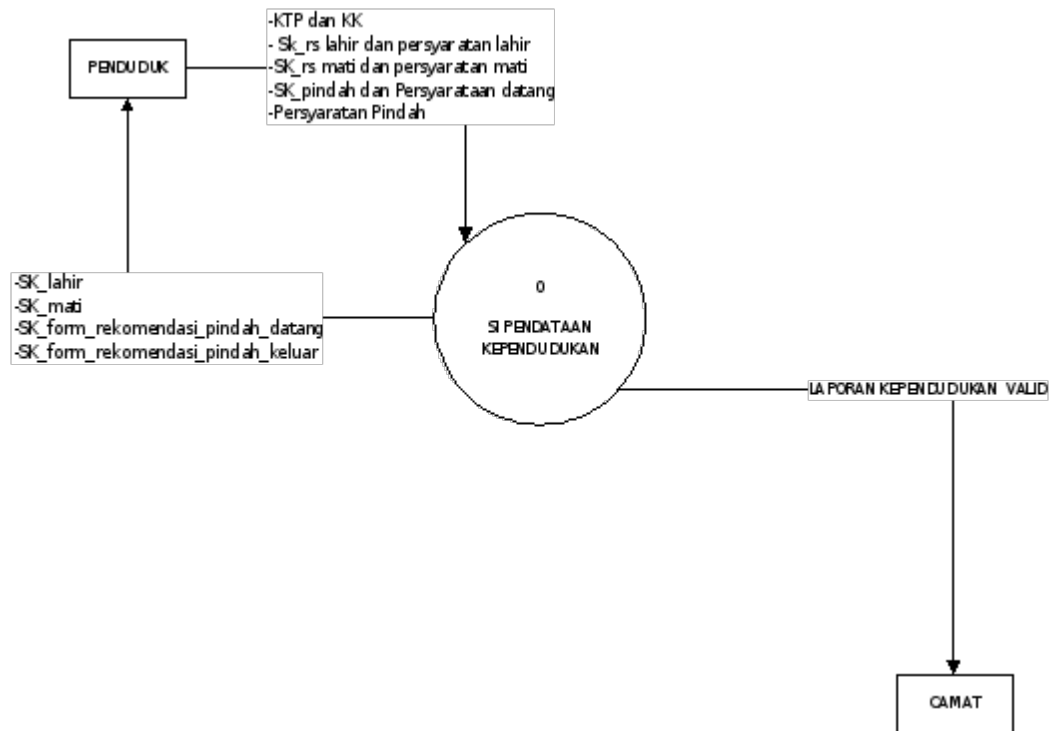 -KTP dan KK
- Sk_rs lahir dan persyaratan lahir
-SK_rs mati dan persyaratan mati
-SK_pindah dan Persyarataan datang
-Persyaratan Pindah
PENDUDUK
-SK_lahir
-SK_mati
-SK_form_rekomendasi_pindah_datang
-SK_form_rekomendasi_pindah_keluar
0
SI PENDATAAN
KEPENDUDUKAN
LAPORAN KEPENDUDUKAN VALID
CAMAT